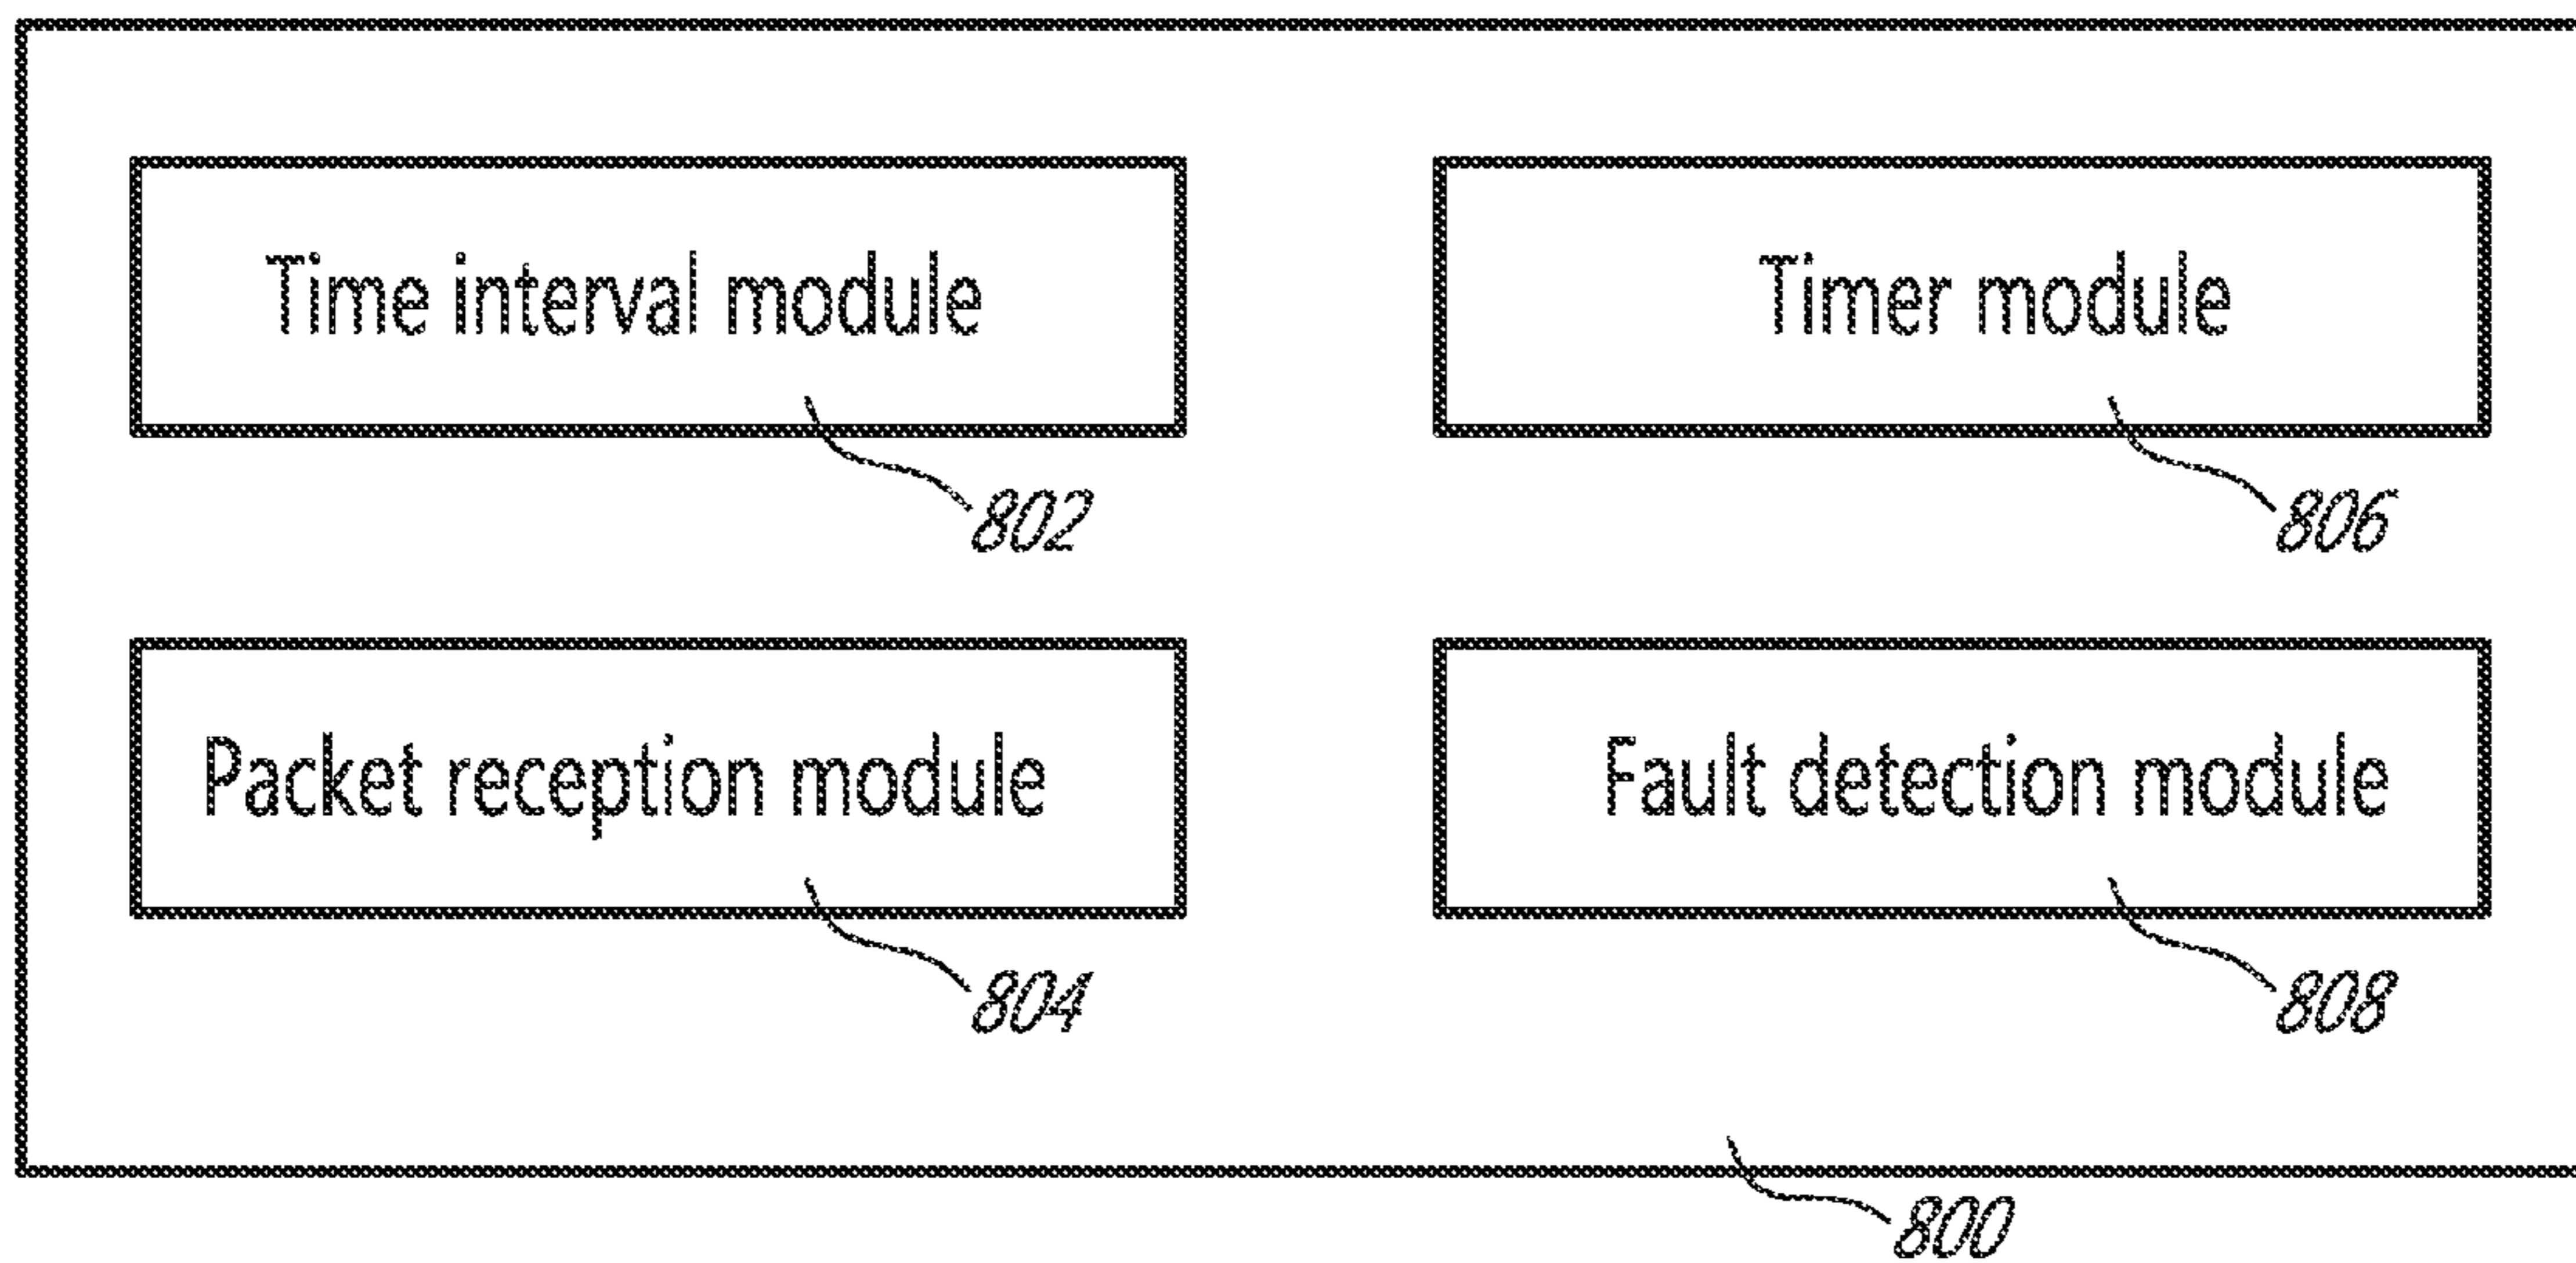 Time interval module
Timer module
802
806
Packet reception module
Fault detection module
804
808
800